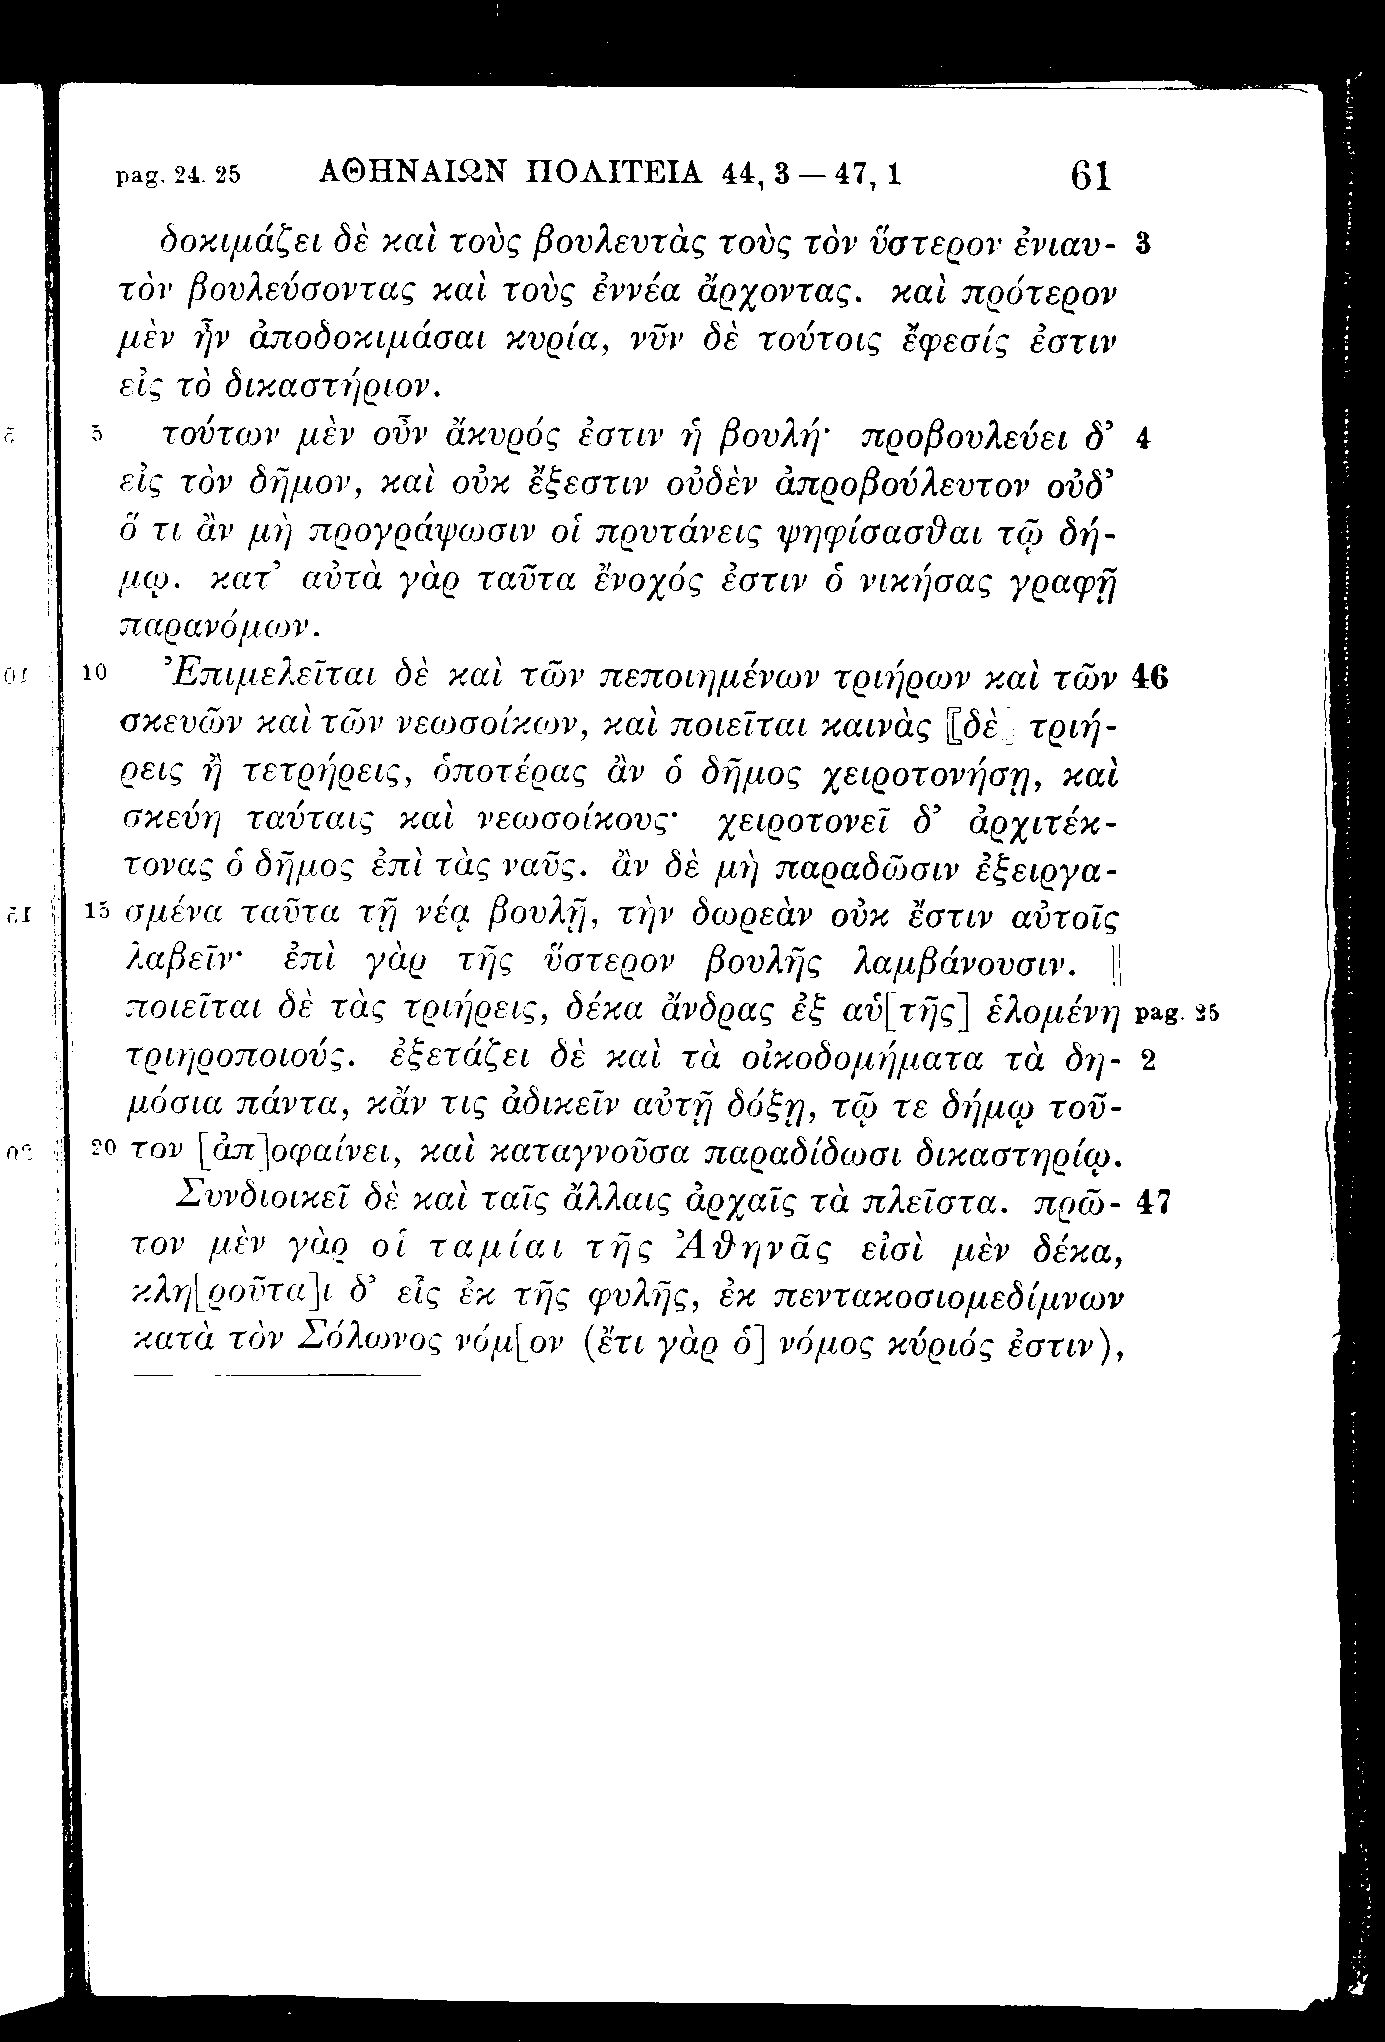 pag. 24. 25 ΑΘΗΝΑΙΩΝ ΠΟΛΙΤΕΙΑ 44, 3 — 47, 1 61
δοκιμάζει δὲ καὶ τοὺς βουλευτὰς τοὺς τὸν ὕστερον ἐνιαυ- 3
τὸν βουλεύσοντας καὶ τοὺς ἐννέα ἄρχοντας. καὶ πρότερον
μὲν ἦν ἀποδοκιμάσαι κυρία, νῦν δὲ τούτοις ἔφεσίς ἐστιν
εἰς τὸ δικαστήριον.
5 τούτων μὲν οὖν ἄκυρός ἐστιν ἡ βουλή· προβουλεύει δ’ 4
εἰς τὸν δῆμον, καὶ οὐκ ἔξεστιν οὐδὲν ἀπροβούλευτον οὐδ’
ὅ τι ἂν μὴ προγράψωσιν οἱ πρυτάνεις ψηφίσασθαι τῷ δή-
μῳ. κατ’ αὐτὰ γὰρ ταῦτα ἔνοχός ἐστιν ὁ νικήσας γραφῇ
παρανόμων.
10 Ἐπιμελεῖται δὲ καὶ τῶν πεποιημένων τριήρων καὶ τῶν 46
σκευῶν καὶ τῶν νεωσοίκων, καὶ ποιεῖται καινὰς ⟦δὲ⟧ τριή-
ρεις ἢ τετρήρεις, ὁποτέρας ἂν ὁ δῆμος χειροτονήσῃ, καὶ
σκεύη ταύταις καὶ νεωσοίκους· χειροτονεῖ δ’ ἀρχιτέκ-
τονας ὁ δῆμος ἐπὶ τὰς ναῦς. ἂν δὲ μὴ παραδῶσιν ἐξειργα-
15 σμένα ταῦτα τῇ νέᾳ βουλῇ, τὴν δωρεὰν οὐκ ἔστιν αὐτοῖς
λαβεῖν· ἐπὶ γὰρ τῆς ὕστερον βουλῆς λαμβάνουσιν. ||
ποιεῖται δὲ τὰς τριήρεις, δέκα ἄνδρας ἐξ αὑ[τῆς] ἑλομένη pag. 25
τριηροποιούς. ἐξετάζει δὲ καὶ τὰ οἰκοδομήματα τὰ δη- 2
μόσια πάντα, κἄν τις ἀδικεῖν αὐτῇ δόξῃ, τῷ τε δήμῳ τοῦ-
20 τον [ἀπ]οφαίνει, καὶ καταγνοῦσα παραδίδωσι δικαστηρίῳ.
Συνδιοικεῖ δὲ καὶ ταῖς ἄλλαις ἀρχαῖς τὰ πλεῖστα. πρῶ- 47
τον μὲν γὰρ οἱ ταμίαι τῆς Ἀθηνᾶς εἰσὶ μὲν δέκα,
κλη[ροῦτα]ι δ’ εἷς ἐκ τῆς φυλῆς, ἐκ πεντακοσιομεδίμνων
κατὰ τὸν Σόλωνος νόμ[ον (ἔτι γὰρ ὁ] νόμος κύριός ἐστιν),